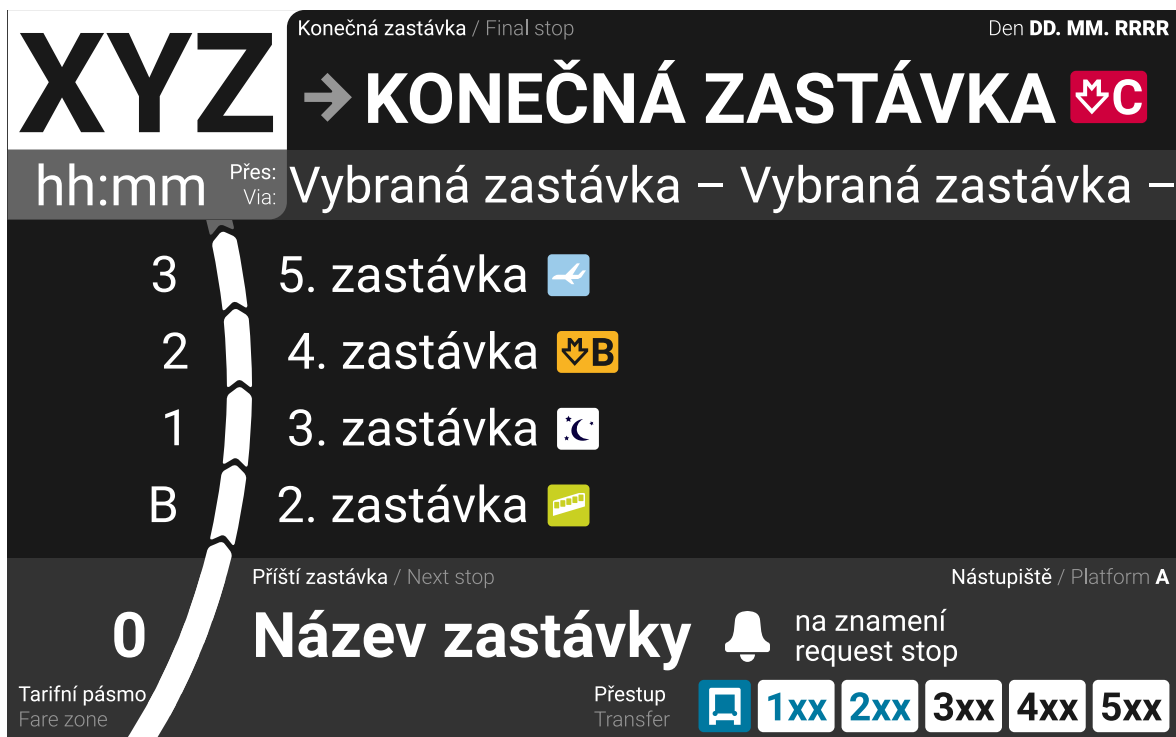 XYZ
Konečná zastávka / Final stop
Den DD. MM. RRRR
KONEČNÁ ZASTÁVKA C
hh:mm
Přes:
Via:
Vybraná zastávka – Vybraná zastávka –
3 5. zastávka
2 4. zastávka B
1 3. zastávka
B 2. zastávka
Příští zastávka / Next stop
Nástupiště / Platform A
0 Název zastávky
na znamení
request stop
Tarifní pásmo
Fare zone
Přestup
Transfer
1xx 2xx 3xx 4xx 5xx